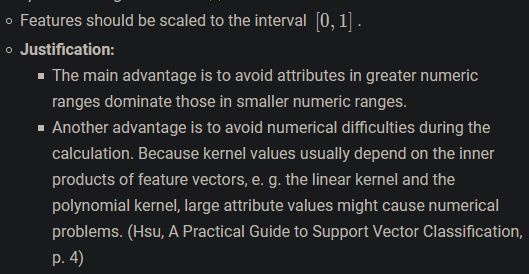 Features should be scaled to the interval [0, 1] .
Justification:
The main advantage is to avoid attributes in greater numeric
ranges dominate those in smaller numeric ranges.
Another advantage is to avoid numerical difficulties during the
calculation. Because kernel values usually depend on the inner
products of feature vectors, e. g. the linear kernel and the
polynomial kernel, large attribute values might cause numerical
problems. (Hsu, A Practical Guide to Support Vector Classification,
p. 4)